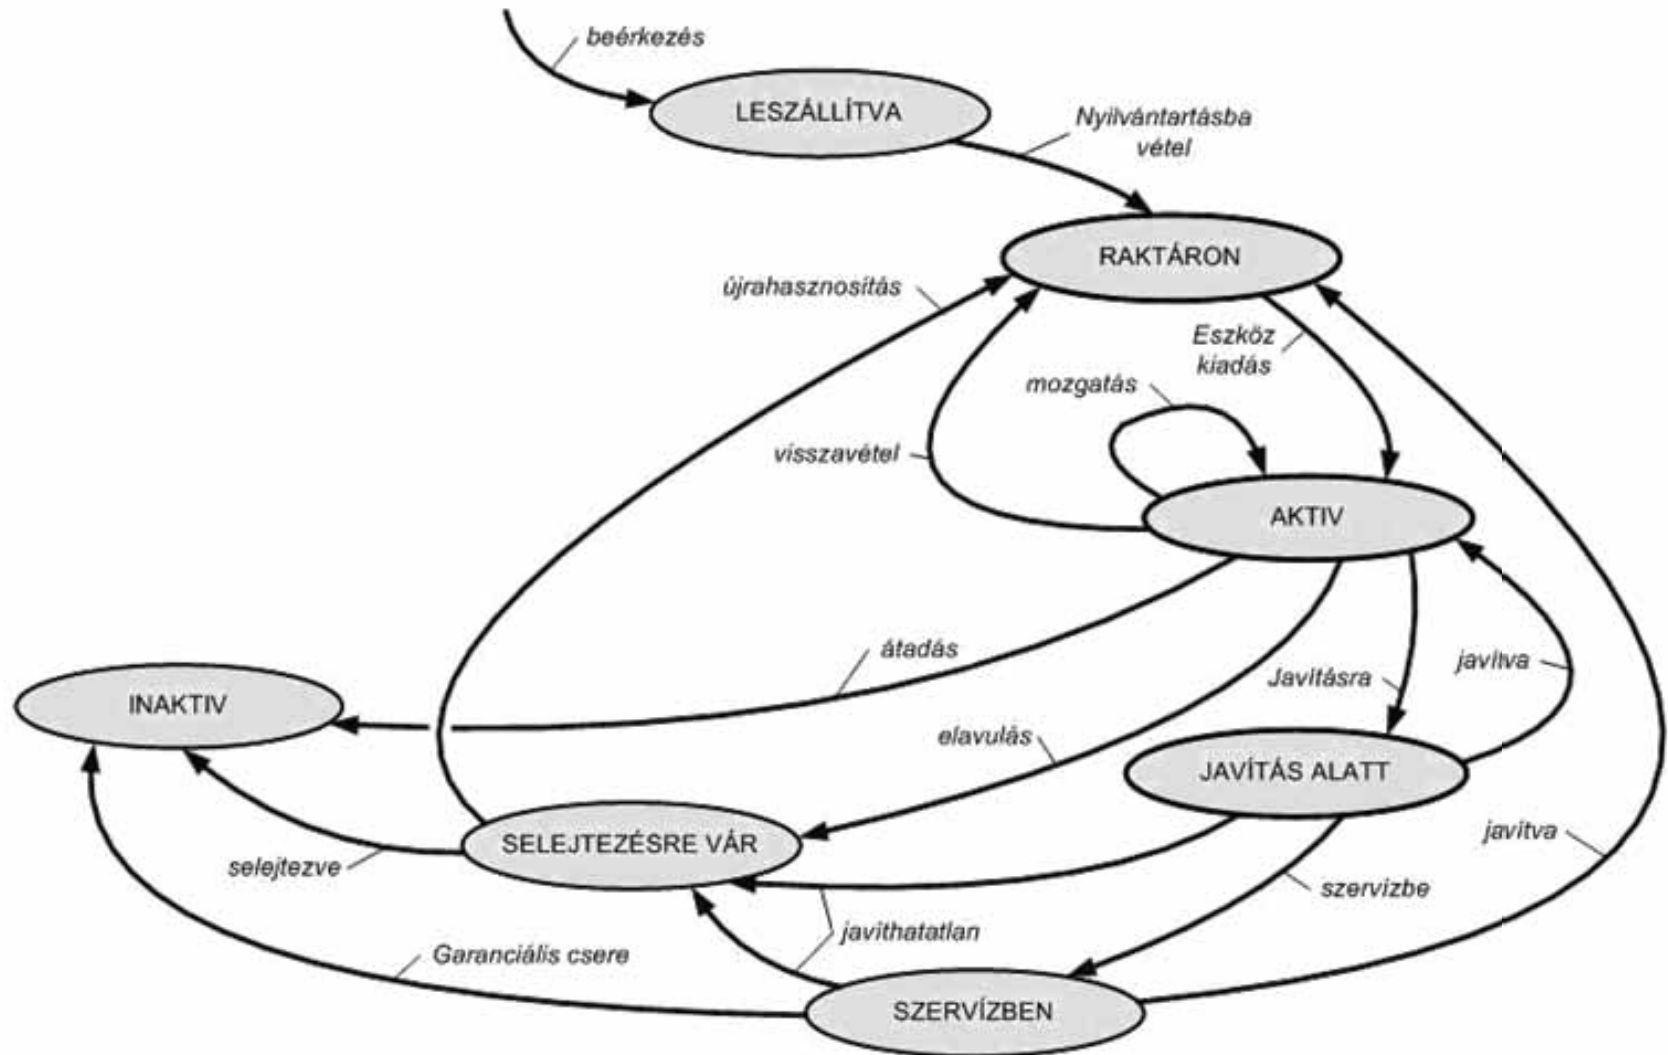 beérkezés
LESZÁLLÍTVA
Nyilvántartásba
vétel
RAKTÁRON
újrahasznosítás
Eszköz
kiadás
mozgatás
visszavétel
AKTIV
átadás
javítva
Javításra
INAKTIV
elavulás
JAVÍTÁS ALATT
SELEJTEZÉSRE VÁR
javítva
selejtezve
szervízbe
javíthatatlan
Garanciális csere
SZERVÍZBEN